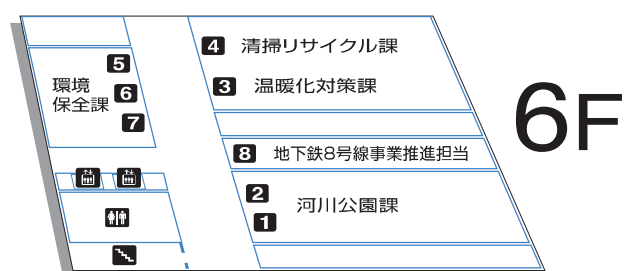 4 清掃リサイクル課
5
環境
保全課
6
3 温暖化対策課
7
6F
8 地下鉄8号線事業推進担当
2
河川公園課
1